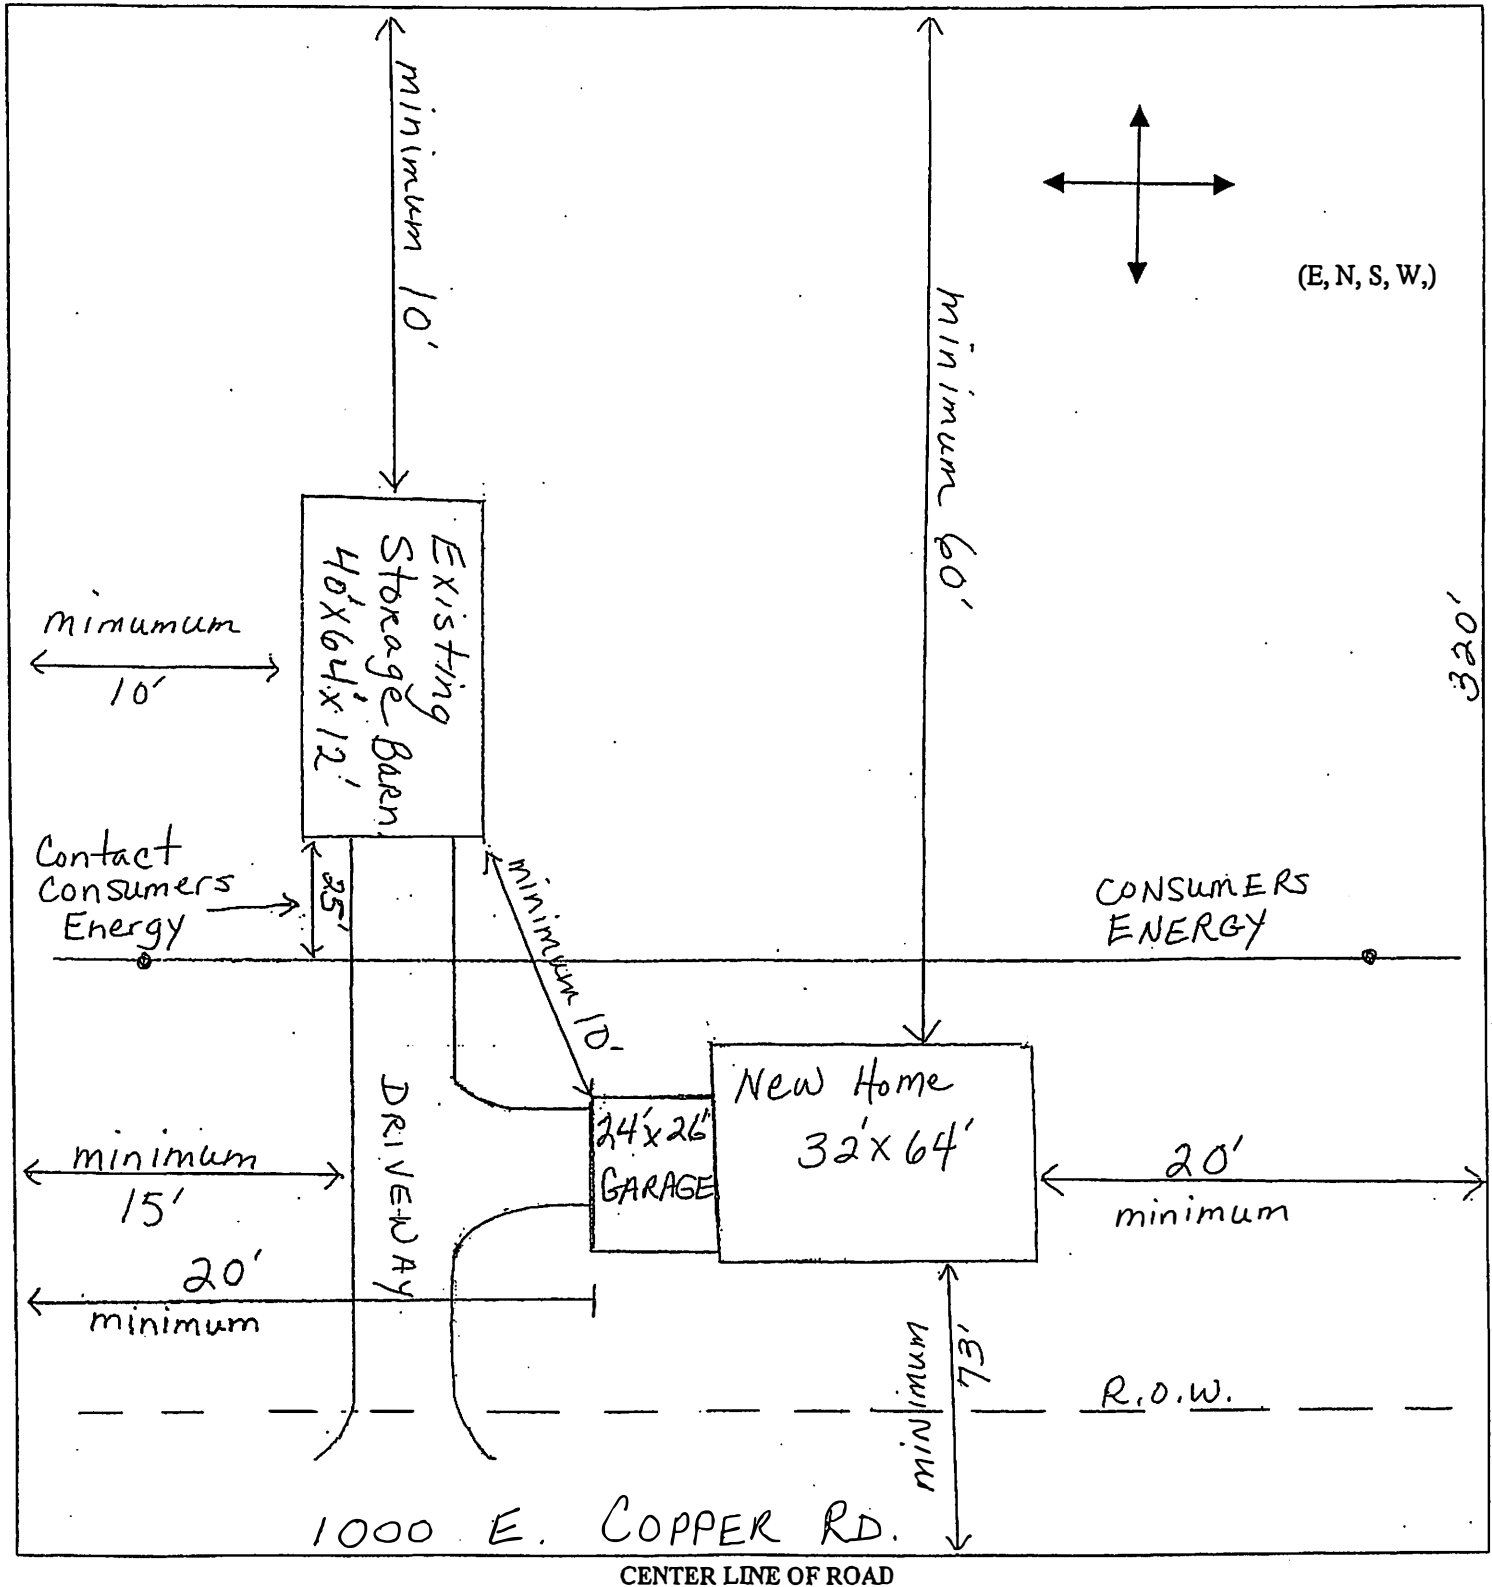 minimum 10'
minimum 60'
(E, N, S, W,)
320'
Existing
Storage Barn
40'x64'x12'
mimumum
10'
Contact
Consumers
Energy
25'
minimum 10-
CONSUMERS
ENERGY
DRIVEWAY
24'x26'
GARAGE
New Home
32'x64'
minimum
15'
20'
minimum
20'
minimum
minimum
73'
R.O.W.
1000 E. COPPER RD.
CENTER LINE OF ROAD